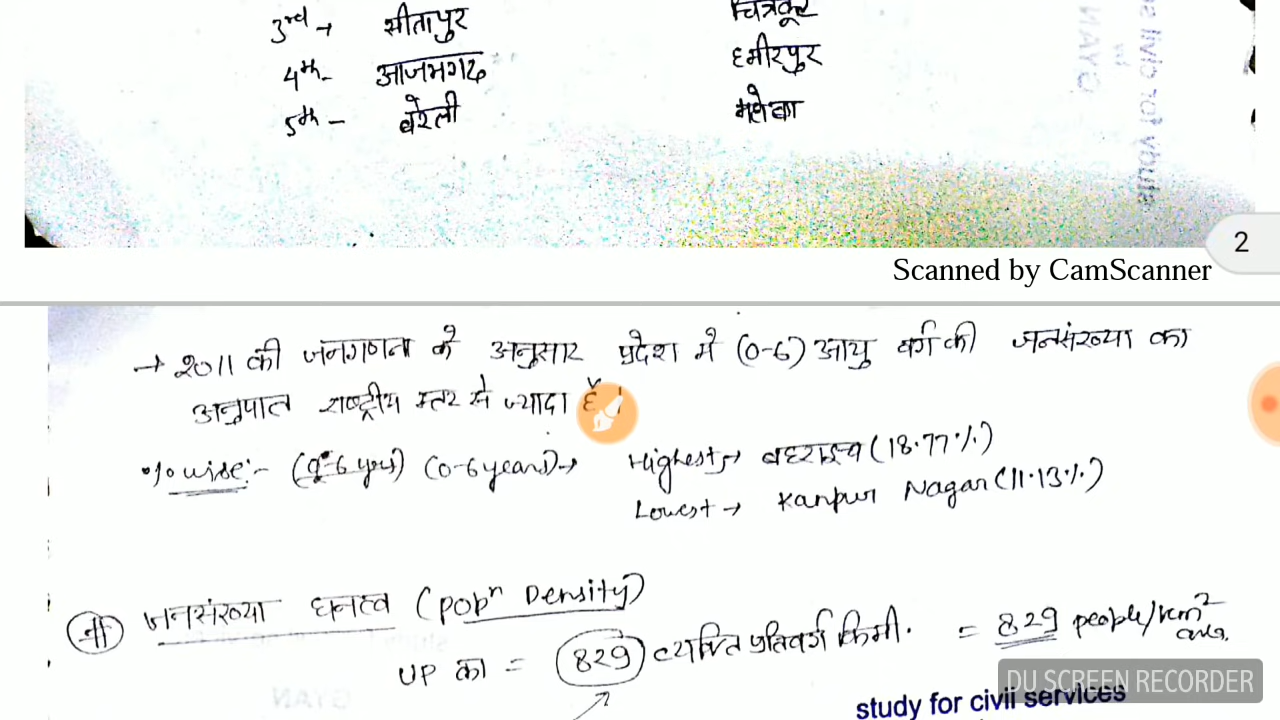 3rd → सीतापुर चित्रकूट
4th - आजमगढ हमीरपुर
5th - बरेली महोबा
2
Scanned by CamScanner
→ 2011 की जनगणना के अनुसार प्रदेश मे (0-6) आयु वर्ग की जनसंख्या का
अनुपात राष्ट्रीय स्तर से ज्यादा है।
% wise:- (0-6 years) (0-6 years) → Highest → बहराइच (18.77%)
Lowest → Kanpur Nagar (11.13%)
# जनसंख्या घनत्व (Popn Density)
UP का = 829 व्यक्ति प्रतिवर्ग किमी. = 829 people/km2 area.
DU SCREEN RECORDER
study for civil services